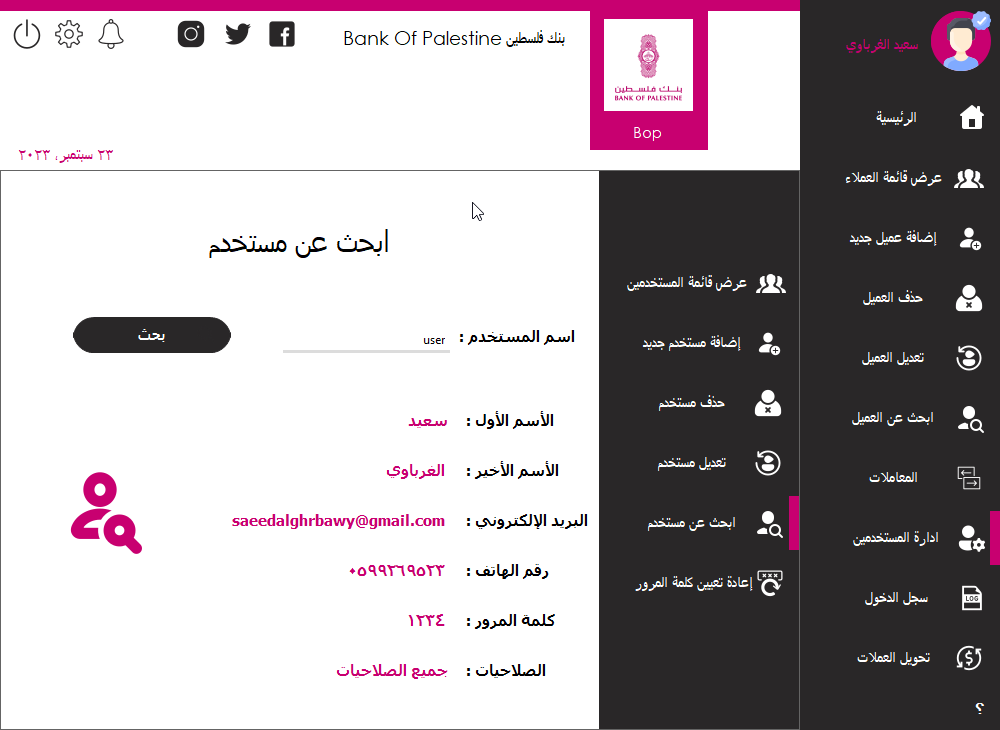 سعيد الغرباوي
الرئيسية
عرض قائمة العملاء
إضافة عميل جديد
حذف العميل
تعديل العميل
ابحث عن العميل
المعاملات
ادارة المستخدمين
سجل الدخول
LOG
تحويل العملات
؟
بنك فلسطين
BANK OF PALESTINE
Bop
Bank Of Palestine بنك فلسطين
٢٣ سبتمبر، ٢٠٢٣
عرض قائمة المستخدمين
إضافة مستخدم جديد
حذف مستخدم
تعديل مستخدم
ابحث عن مستخدم
إعادة تعيين كلمة المرور
ابحث عن مستخدم
اسم المستخدم : user
بحث
الأسم الأول : سعيد
الأسم الأخير : الغرباوي
البريد الإلكتروني : saeedalghrbawy@gmail.com
رقم الهاتف : ٠٥٩٩٢٦٩٥٢٣
كلمة المرور : ١٢٣٤
الصلاحيات : جميع الصلاحيات